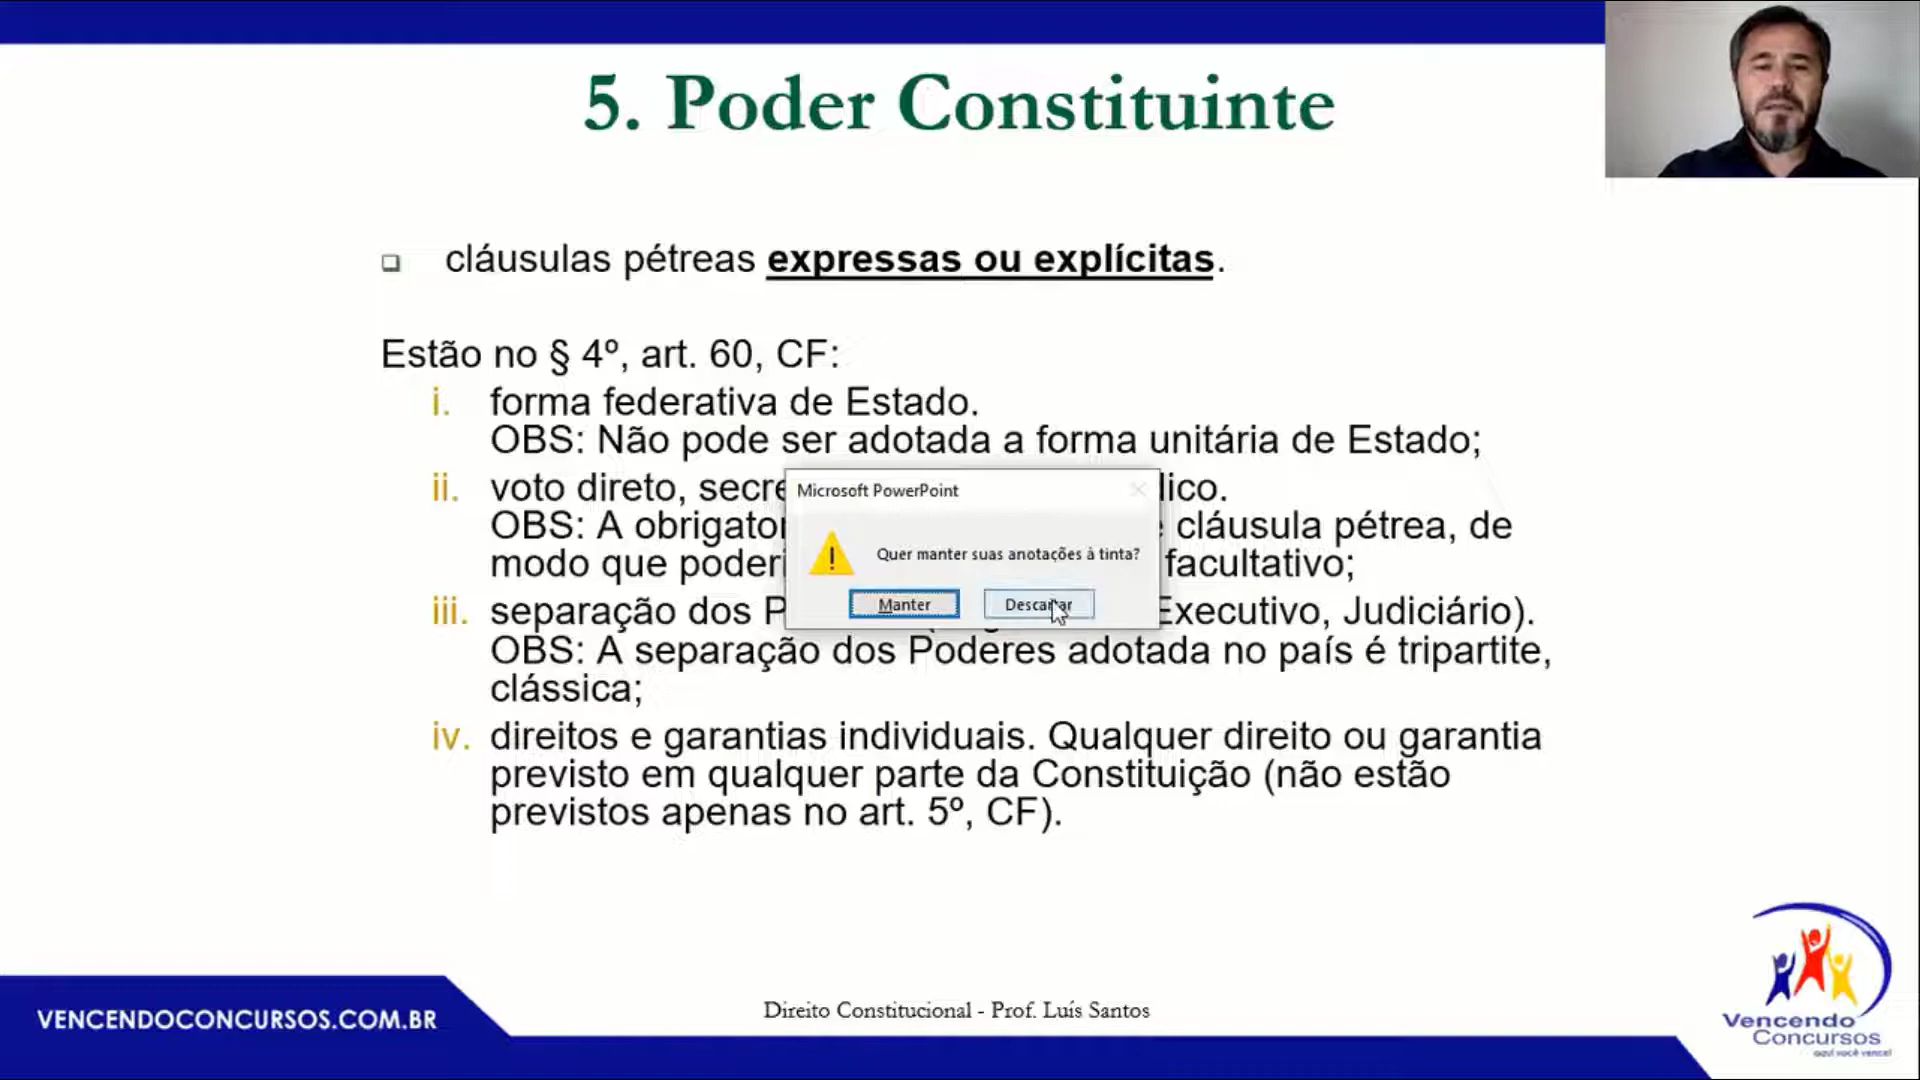 5. Poder Constituinte
cláusulas pétreas expressas ou explícitas.
Estão no § 4º, art. 60, CF:
i. forma federativa de Estado.
OBS: Não pode ser adotada a forma unitária de Estado;
ii. voto direto, lico.
OBS: A cláusula pétrea, de
modo que facultativo;
iii. separação dos Executivo, Judiciário).
OBS: A separação dos Poderes adotada no país é tripartite,
clássica;
iv. direitos e garantias individuais. Qualquer direito ou garantia
previsto em qualquer parte da Constituição (não estão
previstos apenas no art. 5º, CF).
Microsoft PowerPoint
Quer manter suas anotações à tinta?
Manter Descartar
VENCENDOCONCURSOS.COM.BR
Direito Constitucional - Prof. Luís Santos
Vencendo
Concursos
aqui você vence!